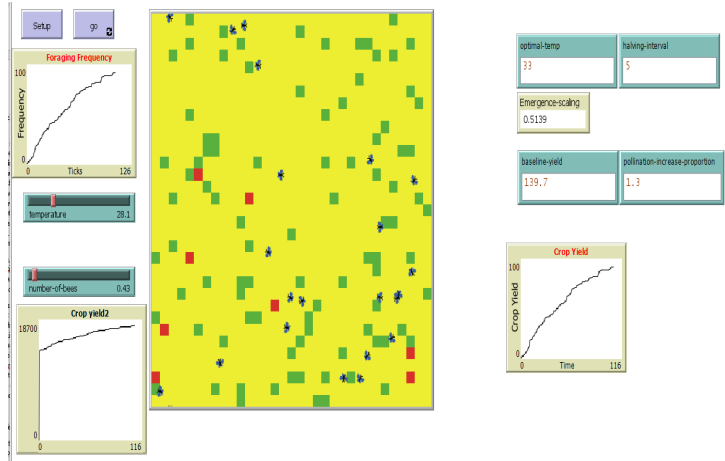 Setup
go
Foraging Frequency
100
Frequency
0
0
Ticks
126
temperature
28.1
number-of-bees
0.43
Crop yield2
18700
0
0
116
optimal-temp
33
halving-interval
5
Emergence-scaling
0.5139
baseline-yield
139.7
pollination-increase-proportion
1.3
Crop Yield
100
Crop Yield
0
0
Time
116